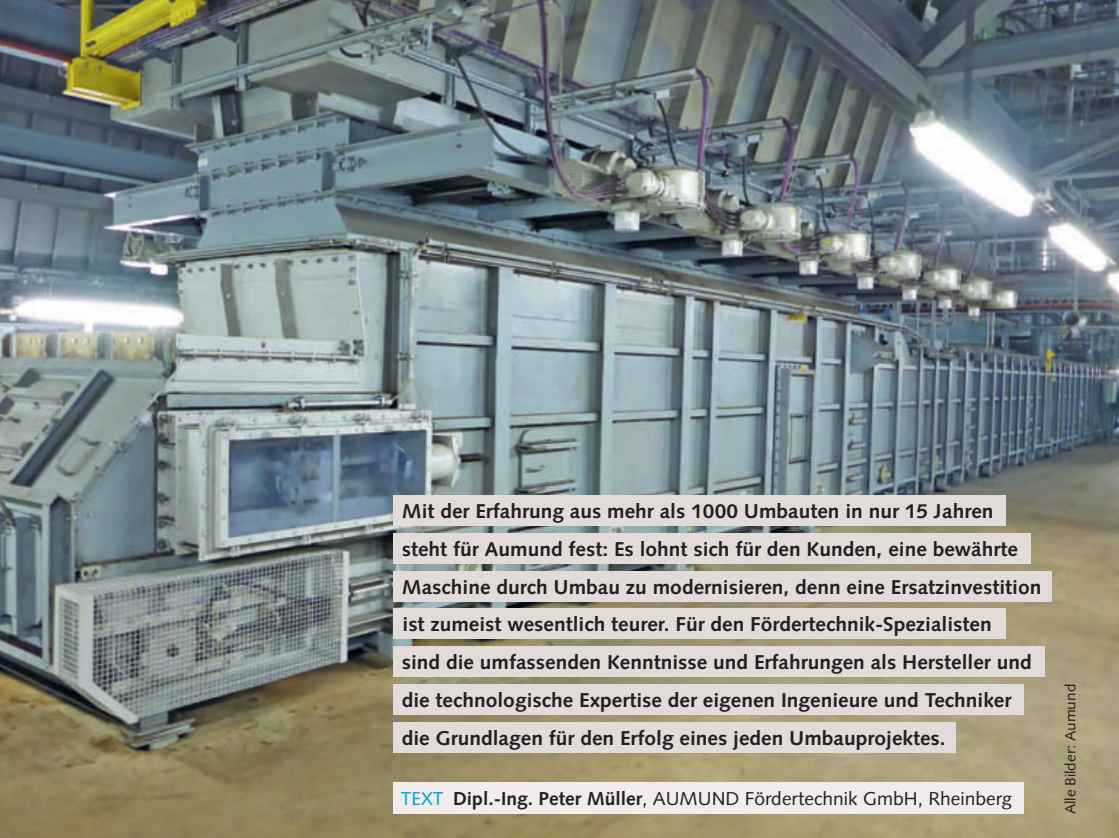 Mit der Erfahrung aus mehr als 1000 Umbauten in nur 15 Jahren
steht für Aumund fest: Es lohnt sich für den Kunden, eine bewährte
Maschine durch Umbau zu modernisieren, denn eine Ersatzinvestition
ist zumeist wesentlich teurer. Für den Fördertechnik-Spezialisten
sind die umfassenden Kenntnisse und Erfahrungen als Hersteller und
die technologische Expertise der eigenen Ingenieure und Techniker
die Grundlagen für den Erfolg eines jeden Umbauprojektes.
TEXT Dipl.-Ing. Peter Müller, AUMUND Fördertechnik GmbH, Rheinberg
Alle Bilder: Aumund